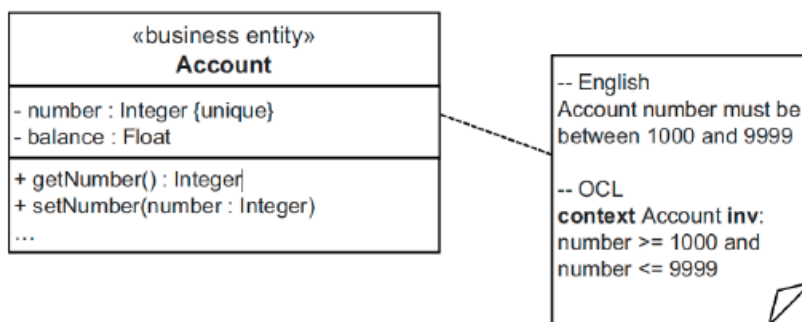 «business entity»
Account
- number : Integer {unique}
- balance : Float
+ getNumber() : Integer
+ setNumber(number : Integer)
...
-- English
Account number must be
between 1000 and 9999
-- OCL
context Account inv:
number >= 1000 and
number <= 9999